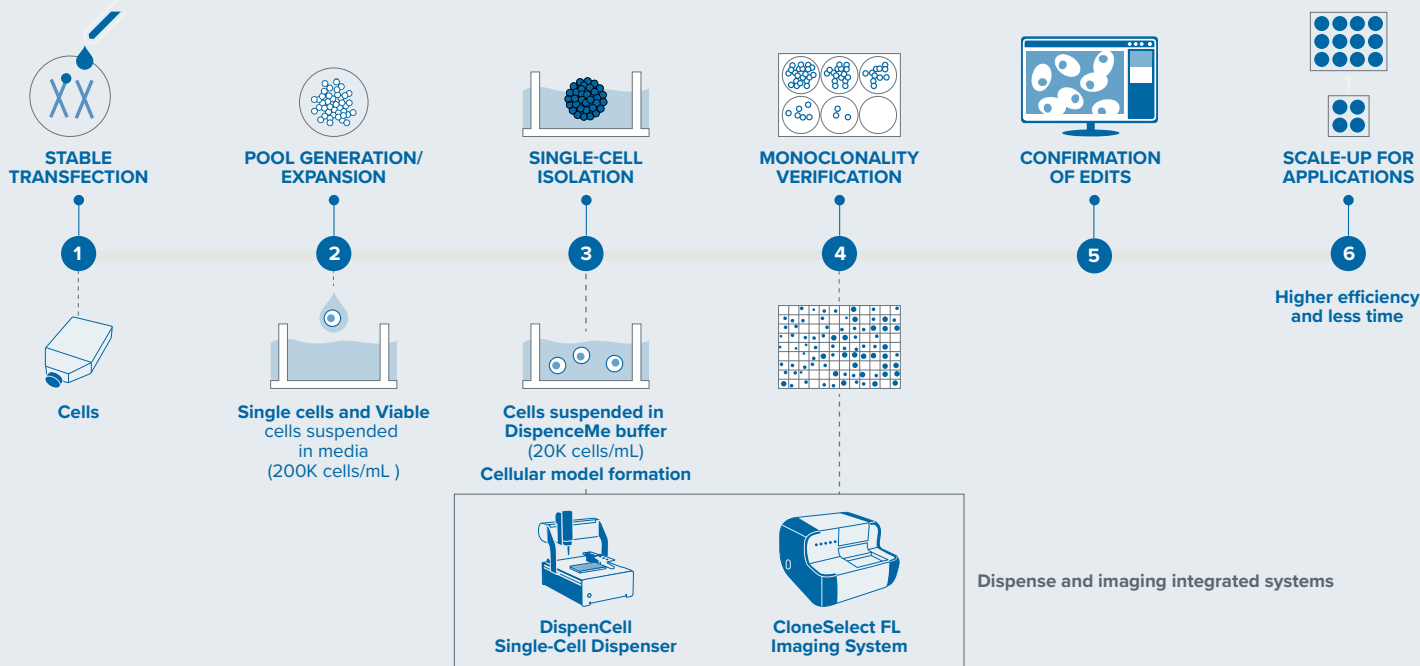 STABLE
TRANSFECTION
POOL GENERATION/
EXPANSION
SINGLE-CELL
ISOLATION
MONOCLONALITY
VERIFICATION
CONFIRMATION
OF EDITS
SCALE-UP FOR
APPLICATIONS
1
2
3
4
5
6
Cells
Single cells and Viable
cells suspended
in media
(200K cells/mL )
Cells suspended in
DispenceMe buffer
(20K cells/mL)
Cellular model formation
Higher efficiency
and less time
DispenCell
Single-Cell Dispenser
CloneSelect FL
Imaging System
Dispense and imaging integrated systems